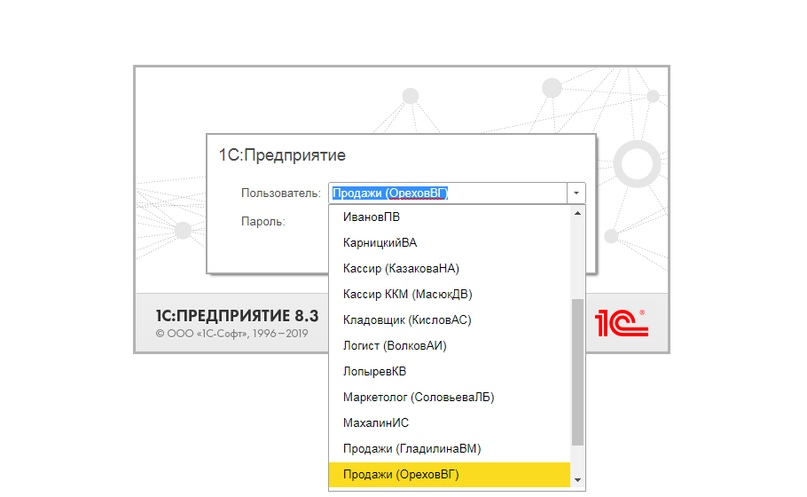 1С:Предприятие
Пользователь: Продажи (ОреховВГ)
Пароль:
ИвановПВ
КарницкийВА
Кассир (КазаковаНА)
Кассир ККМ (МасюкДВ)
Кладовщик (КисловАС)
Логист (ВолковАИ)
ЛопыревКВ
Маркетолог (СоловьеваЛБ)
МахалинИС
Продажи (ГладилинаВМ)
Продажи (ОреховВГ)
1С:ПРЕДПРИЯТИЕ 8.3
© ООО «1С-Софт», 1996–2019
1С®